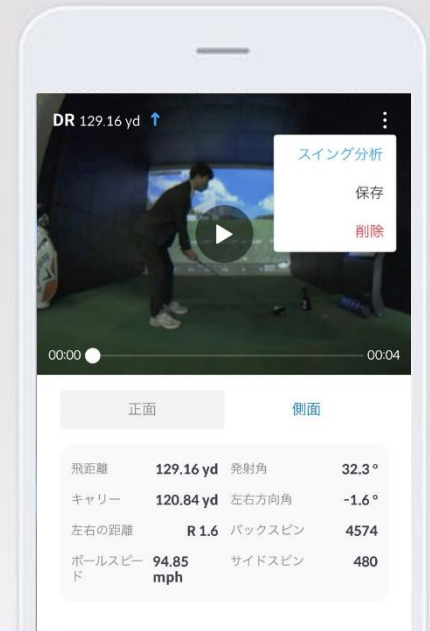 DR 129.16 yd ↑
スイング分析
保存
削除
00:00
00:04
正面
側面
飛距離 129.16 yd 発射角 32.3 °
キャリー 120.84 yd 左右方向角 -1.6 °
左右の距離 R 1.6 バックスピン 4574
ボールスピー 94.85 サイドスピン 480
ド mph